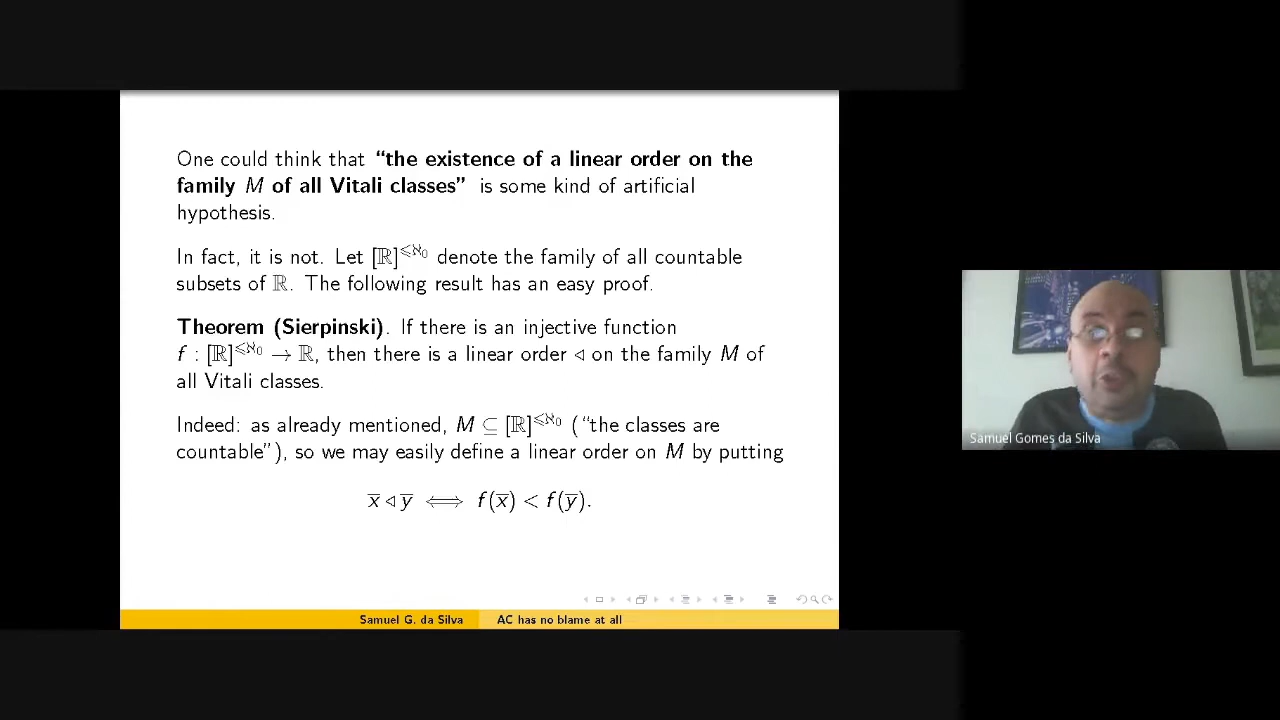 One could think that “the existence of a linear order on the
family M of all Vitali classes” is some kind of artificial
hypothesis.
In fact, it is not. Let [ℝ]^{⩽ℵ₀} denote the family of all countable
subsets of ℝ. The following result has an easy proof.
Theorem (Sierpinski). If there is an injective function
f : [ℝ]^{⩽ℵ₀} → ℝ, then there is a linear order ◁ on the family M of
all Vitali classes.
Indeed: as already mentioned, M ⊆ [ℝ]^{⩽ℵ₀} (“the classes are
countable”), so we may easily define a linear order on M by putting
x̅ ◁ y̅ ⟺ f(x̅) < f(y̅).
Samuel G. da Silva AC has no blame at all
Samuel Gomes da Silva